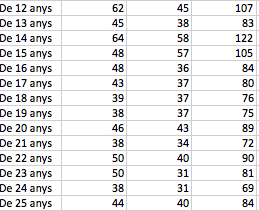 De 12 anys 62 45 107
De 13 anys 45 38 83
De 14 anys 64 58 122
De 15 anys 48 57 105
De 16 anys 48 36 84
De 17 anys 43 37 80
De 18 anys 39 37 76
De 19 anys 38 37 75
De 20 anys 46 43 89
De 21 anys 38 34 72
De 22 anys 50 40 90
De 23 anys 50 31 81
De 24 anys 38 31 69
De 25 anys 44 40 84